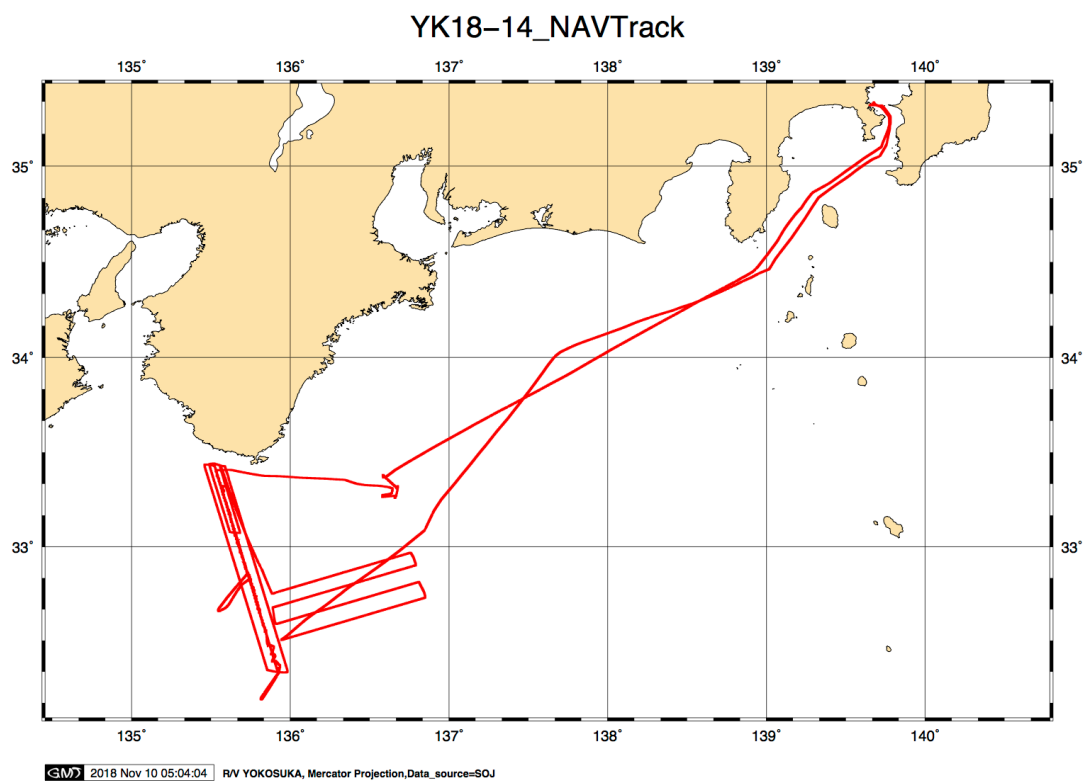 YK18−14_NAVTrack
135˚ 136˚ 137˚ 138˚ 139˚ 140˚
35˚ 35˚
34˚ 34˚
33˚ 33˚
135˚ 136˚ 137˚ 138˚ 139˚ 140˚
GMT 2018 Nov 10 05:04:04 R/V YOKOSUKA, Mercator Projection,Data_source=SOJ